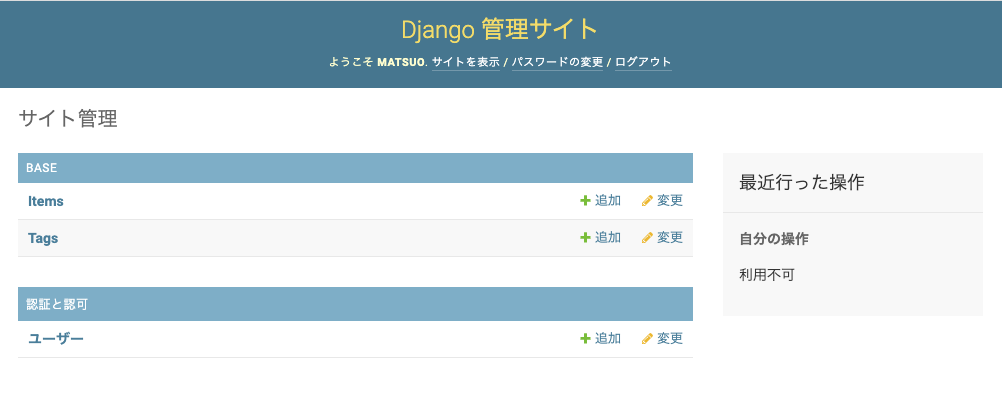 Django 管理サイト
ようこそ MATSUO. サイトを表示 / パスワードの変更 / ログアウト
サイト管理
BASE
Items 追加 変更
Tags 追加 変更
認証と認可
ユーザー 追加 変更
最近行った操作
自分の操作
利用不可